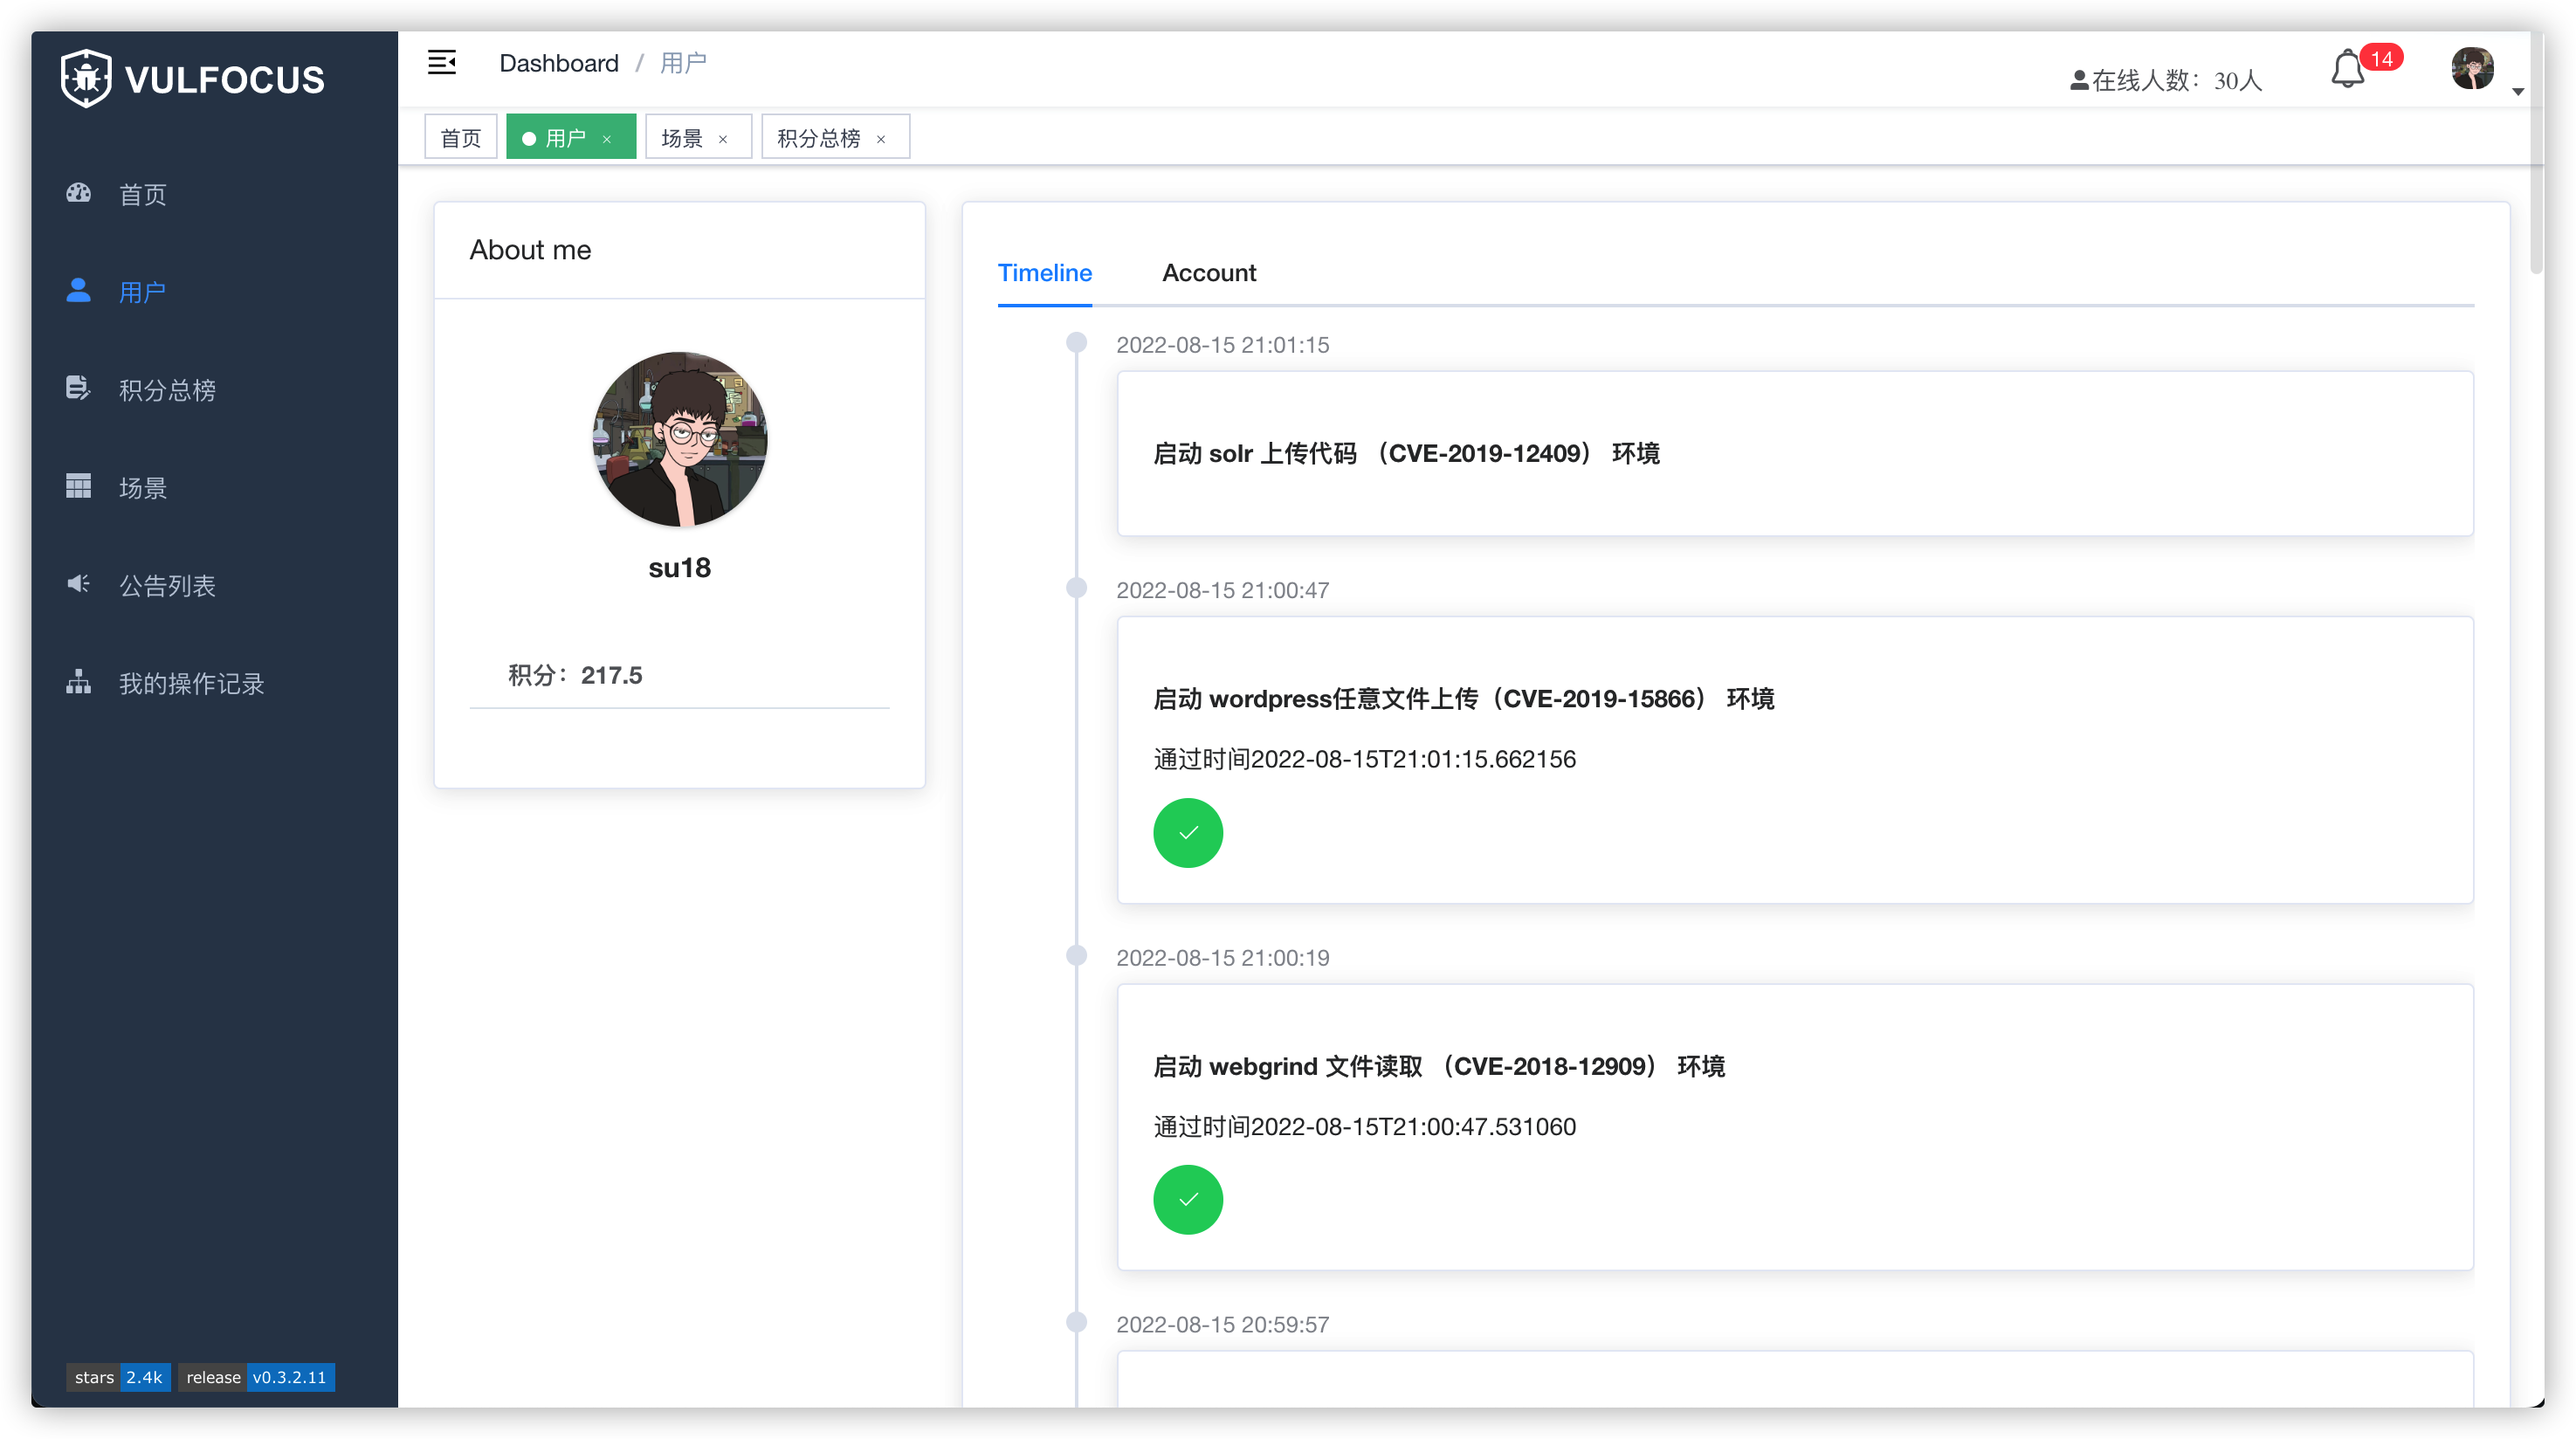 VULFOCUS
首页
用户
积分总榜
场景
公告列表
我的操作记录
stars 2.4k release v0.3.2.11
Dashboard / 用户
在线人数：30人
14
首页 用户 × 场景 × 积分总榜 ×
About me
su18
积分：217.5
Timeline Account
2022-08-15 21:01:15
启动 solr 上传代码 （CVE-2019-12409） 环境
2022-08-15 21:00:47
启动 wordpress任意文件上传（CVE-2019-15866） 环境
通过时间2022-08-15T21:01:15.662156
2022-08-15 21:00:19
启动 webgrind 文件读取 （CVE-2018-12909） 环境
通过时间2022-08-15T21:00:47.531060
2022-08-15 20:59:57